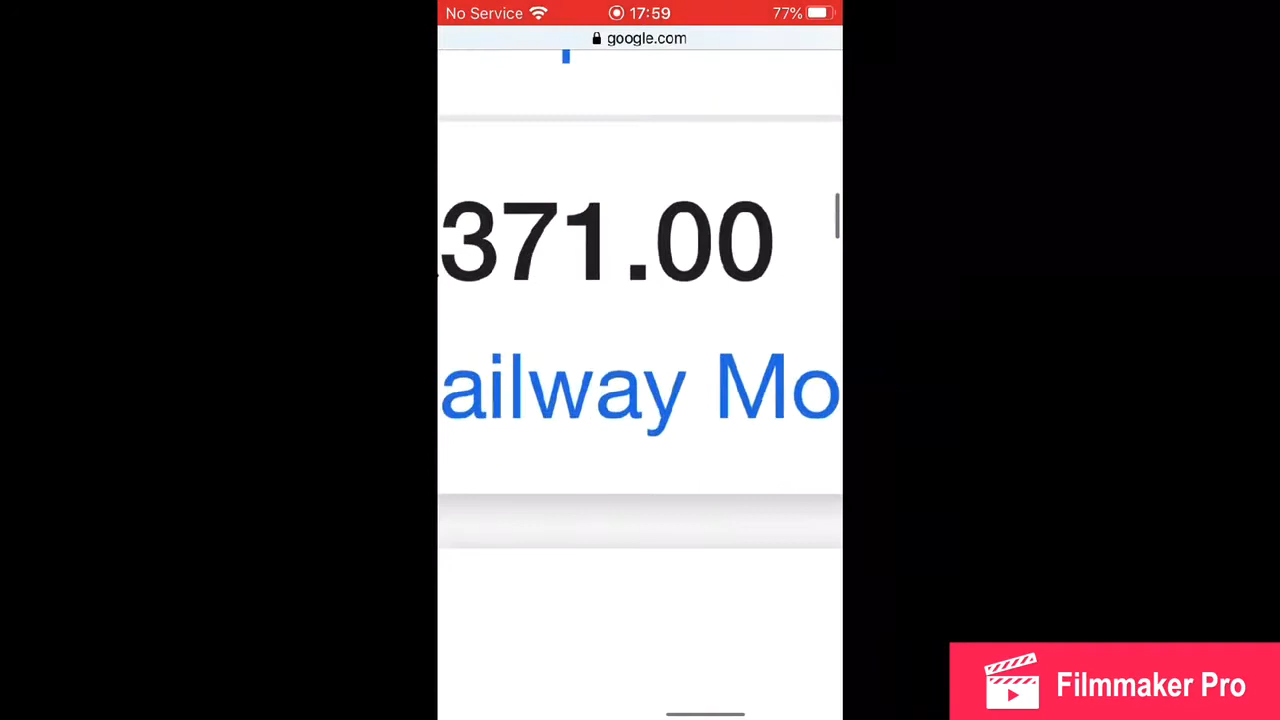 No Service 17:59 77%
google.com
371.00
ailway Mo
Filmmaker Pro